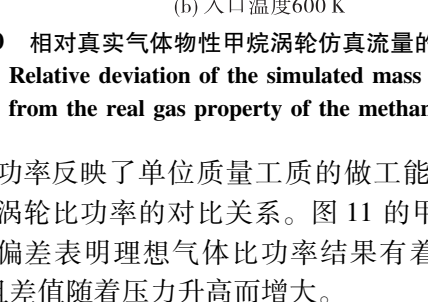 (b) 入口温度600 K
相对真实气体物性甲烷涡轮仿真流量的
Relative deviation of the simulated mass
from the real gas property of the methan
功率反映了单位质量工质的做工能
涡轮比功率的对比关系。图 11 的甲
偏差表明理想气体比功率结果有着
差值随着压力升高而增大。